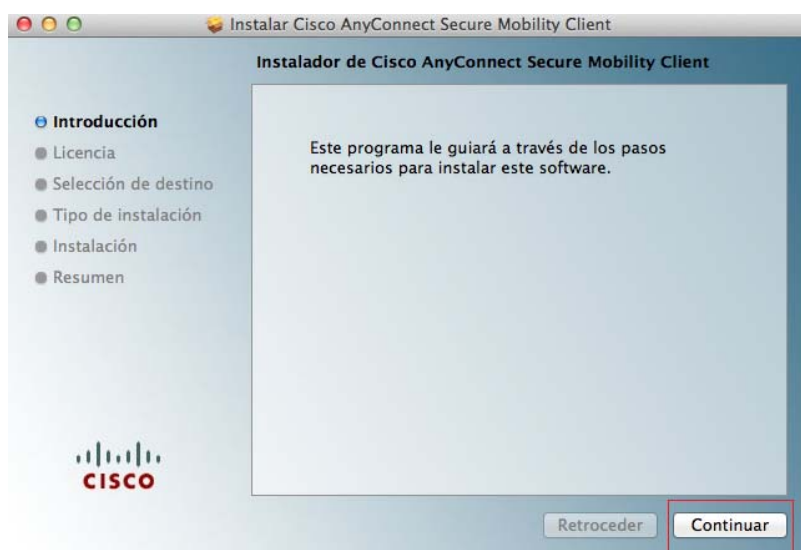 Instalar Cisco AnyConnect Secure Mobility Client
Instalador de Cisco AnyConnect Secure Mobility Client
Introducción
Licencia
Selección de destino
Tipo de instalación
Instalación
Resumen
Este programa le guiará a través de los pasos
necesarios para instalar este software.
CISCO
Retroceder
Continuar